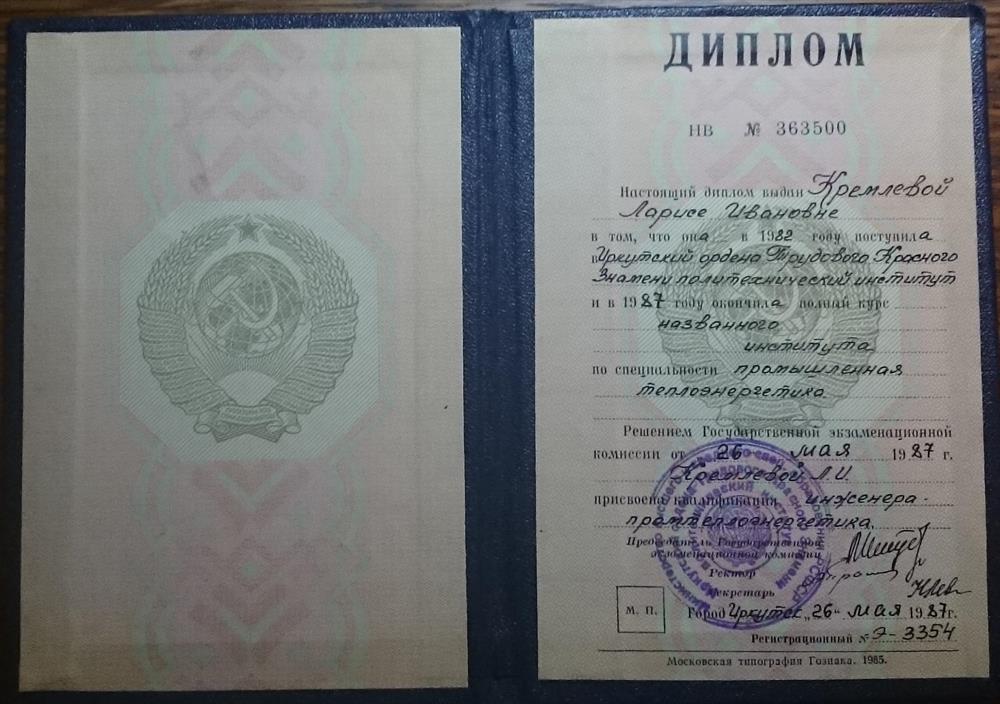 ДИПЛОМ
НВ № 363500
Настоящий диплом выдан Кремлевой
Ларисе Ивановне
в том, что она в 1982 году поступила
в Иркутский ордена Трудового Красного
Знамени политехнический институт
и в 1987 году окончила полный курс
названного
института
по специальности промышленная
теплоэнергетика
Решением Государственной экзаменационной
комиссии от 26 мая 1987 г.
Кремлевой Л.И.
присвоена квалификация инженера-
промтеплоэнергетика.
Председатель Государственной
экзаменационной комиссии
Ректор
Секретарь
М. П.
Город Иркутск „26“ мая 1987г.
Регистрационный № Э-3354
Московская типография Гознака. 1985.